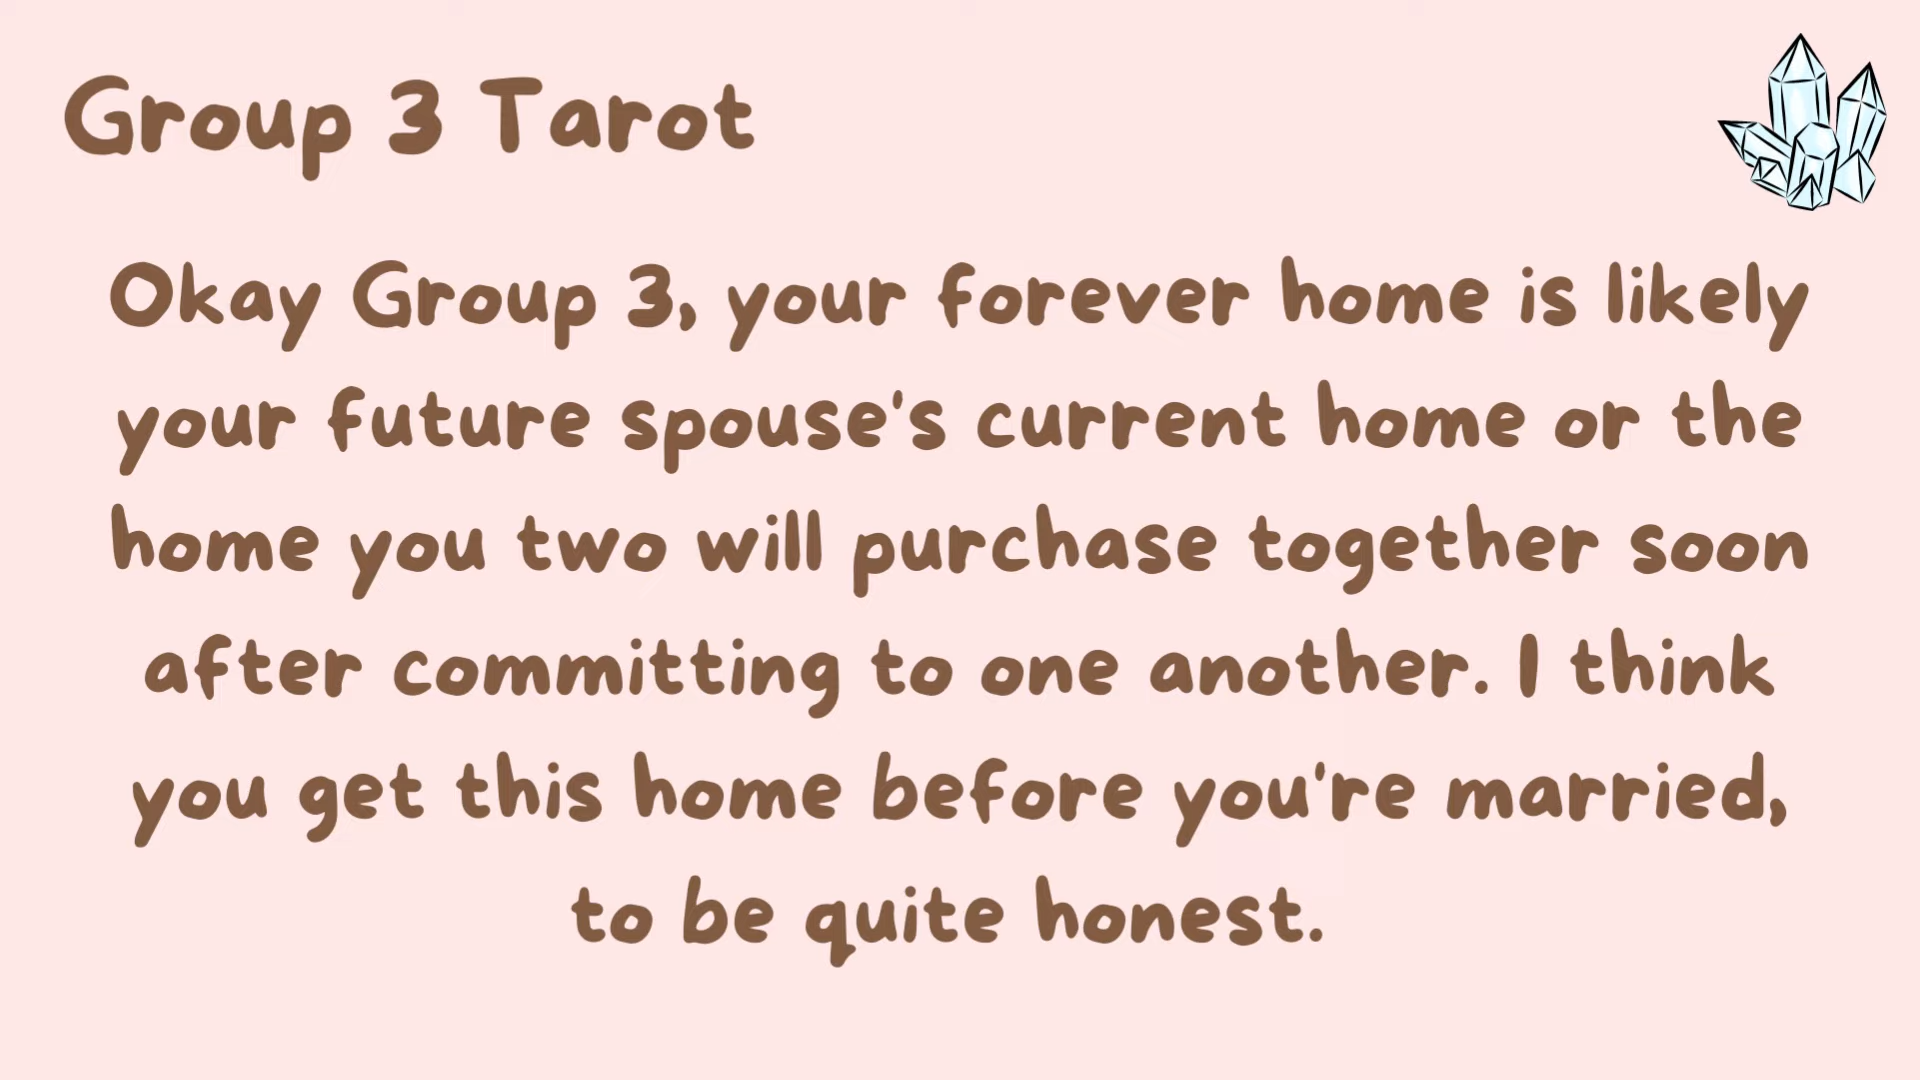 Group 3 Tarot
Okay Group 3, your forever home is likely
your future spouse's current home or the
home you two will purchase together soon
after committing to one another. I think
you get this home before you're married,
to be quite honest.